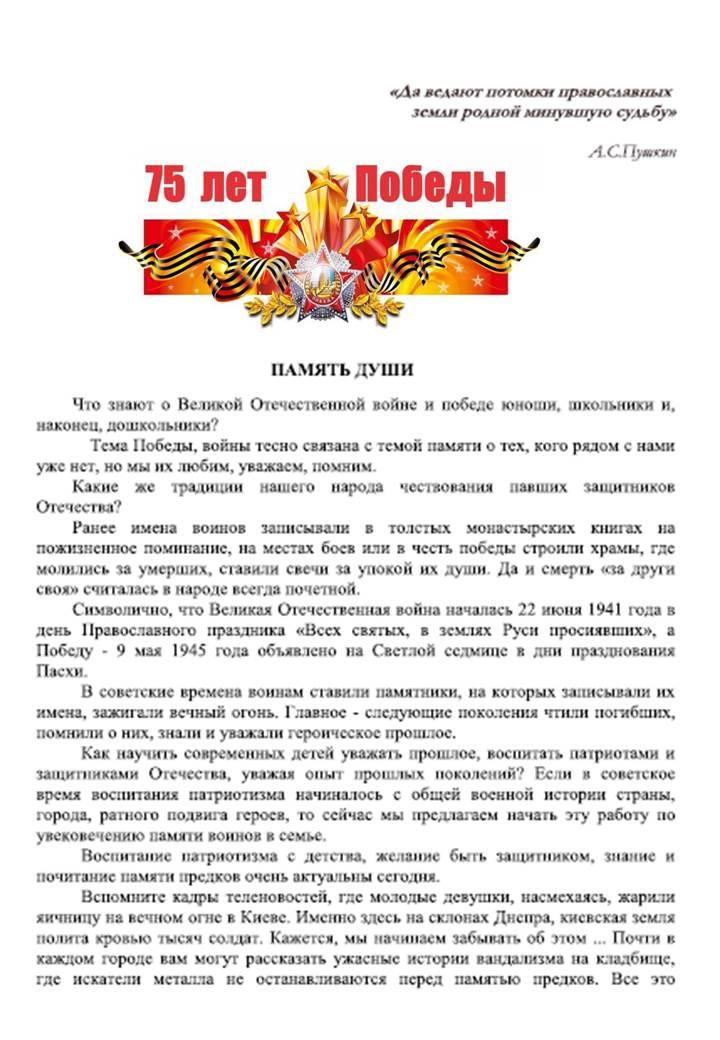 «Да ведают потомки православных
земли родной минувшую судьбу»
А.С.Пушкин
75 лет Победы
ПАМЯТЬ ДУШИ
Что знают о Великой Отечественной войне и победе юноши, школьники и,
наконец, дошкольники?
Тема Победы, войны тесно связана с темой памяти о тех, кого рядом с нами
уже нет, но мы их любим, уважаем, помним.
Какие же традиции нашего народа чествования павших защитников
Отечества?
Ранее имена воинов записывали в толстых монастырских книгах на
пожизненное поминание, на местах боев или в честь победы строили храмы, где
молились за умерших, ставили свечи за упокой их души. Да и смерть «за други
своя» считалась в народе всегда почетной.
Символично, что Великая Отечественная война началась 22 июня 1941 года в
день Православного праздника «Всех святых, в землях Руси просиявших», а
Победу - 9 мая 1945 года объявлено на Светлой седмице в дни празднования
Пасхи.
В советские времена воинам ставили памятники, на которых записывали их
имена, зажигали вечный огонь. Главное - следующие поколения чтили погибших,
помнили о них, знали и уважали героическое прошлое.
Как научить современных детей уважать прошлое, воспитать патриотами и
защитниками Отечества, уважая опыт прошлых поколений? Если в советское
время воспитания патриотизма начиналось с общей военной истории страны,
города, ратного подвига героев, то сейчас мы предлагаем начать эту работу по
увековечению памяти воинов в семье.
Воспитание патриотизма с детства, желание быть защитником, знание и
почитание памяти предков очень актуальны сегодня.
Вспомните кадры теленовостей, где молодые девушки, насмехаясь, жарили
яичницу на вечном огне в Киеве. Именно здесь на склонах Днепра, киевская земля
полита кровью тысяч солдат. Кажется, мы начинаем забывать об этом ... Почти в
каждом городе вам могут рассказать ужасные истории вандализма на кладбище,
где искатели металла не останавливаются перед памятью предков. Все это